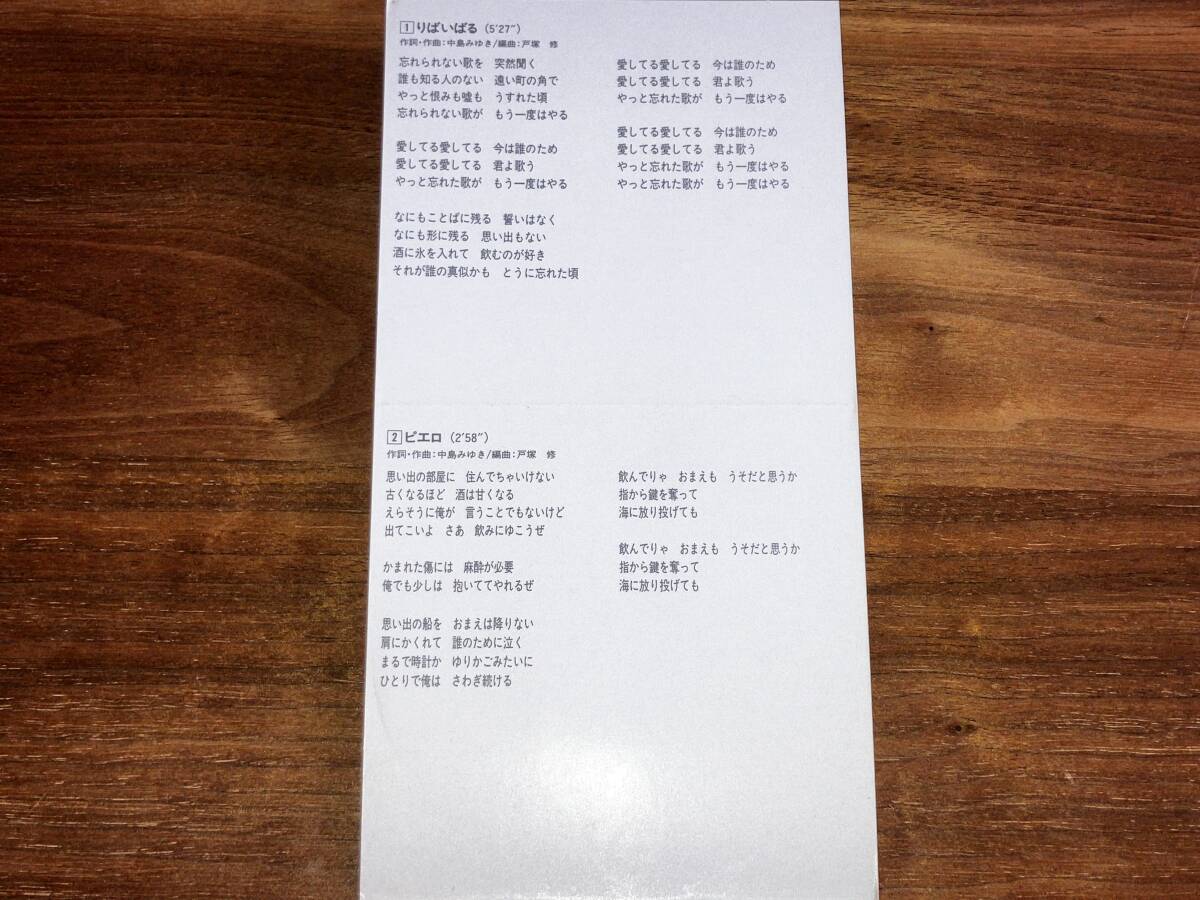 1 りばいばる (5'27")
作詞・作曲:中島みゆき/編曲:戸塚 修
忘れられない歌を 突然聞く
誰も知る人のない 遠い町の角で
やっと恨みも嘘も うすれた頃
忘れられない歌が もう一度はやる
愛してる愛してる 今は誰のため
愛してる愛してる 君よ歌う
やっと忘れた歌が もう一度はやる
なにもことばに残る 誓いはなく
なにも形に残る 思い出もない
酒に氷を入れて 飲むのが好き
それが誰の真似かも とうに忘れた頃
愛してる愛してる 今は誰のため
愛してる愛してる 君よ歌う
やっと忘れた歌が もう一度はやる
愛してる愛してる 今は誰のため
愛してる愛してる 君よ歌う
やっと忘れた歌が もう一度はやる
やっと忘れた歌が もう一度はやる
2 ピエロ (2'58")
作詞・作曲:中島みゆき/編曲:戸塚 修
思い出の部屋に 住んでちゃいけない
古くなるほど 酒は甘くなる
えらそうに俺が 言うことでもないけど
出てこいよ さあ 飲みにゆこうぜ
かまれた傷には 麻酔が必要
俺でも少しは 抱いててやれるぜ
思い出の船を おまえは降りない
肩にかくれて 誰のために泣く
まるで時計か ゆりかごみたいに
ひとりで俺は さわぎ続ける
飲んでりゃ おまえも うそだと思うか
指から鍵を奪って
海に放り投げても
飲んでりゃ おまえも うそだと思うか
指から鍵を奪って
海に放り投げても